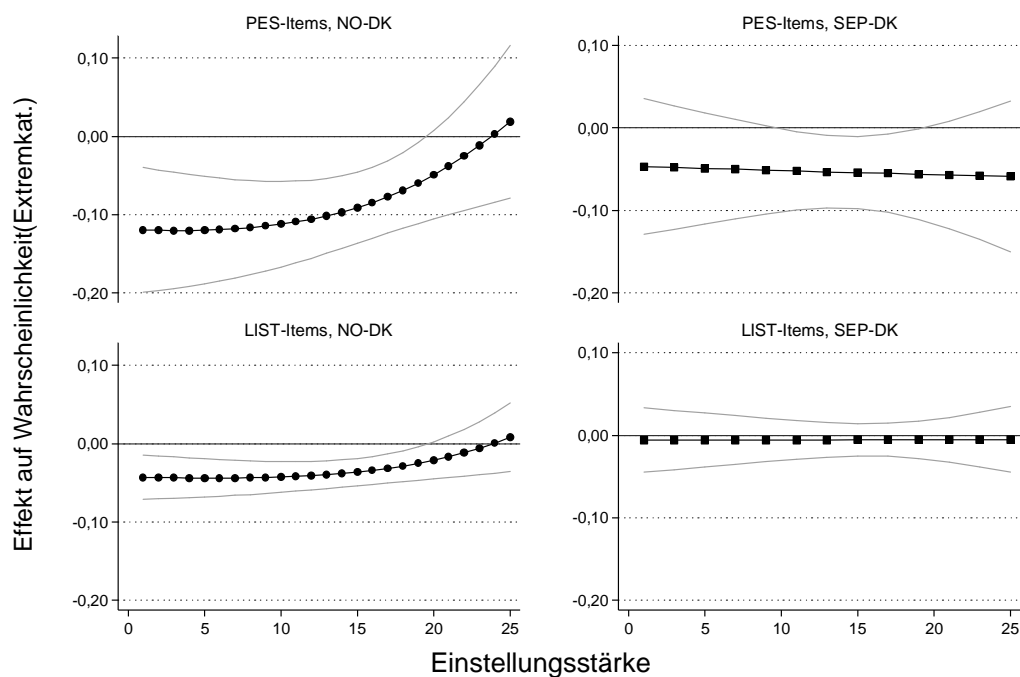 PES-Items, NO-DK
PES-Items, SEP-DK
0,10
0,00
-0,10
-0,20
0,10
0,00
-0,10
-0,20
LIST-Items, NO-DK
LIST-Items, SEP-DK
0,10
0,00
-0,10
-0,20
0,10
0,00
-0,10
-0,20
0 5 10 15 20 25
0 5 10 15 20 25
Effekt auf Wahrscheinlichkeit(Extremkat.)
Einstellungsstärke